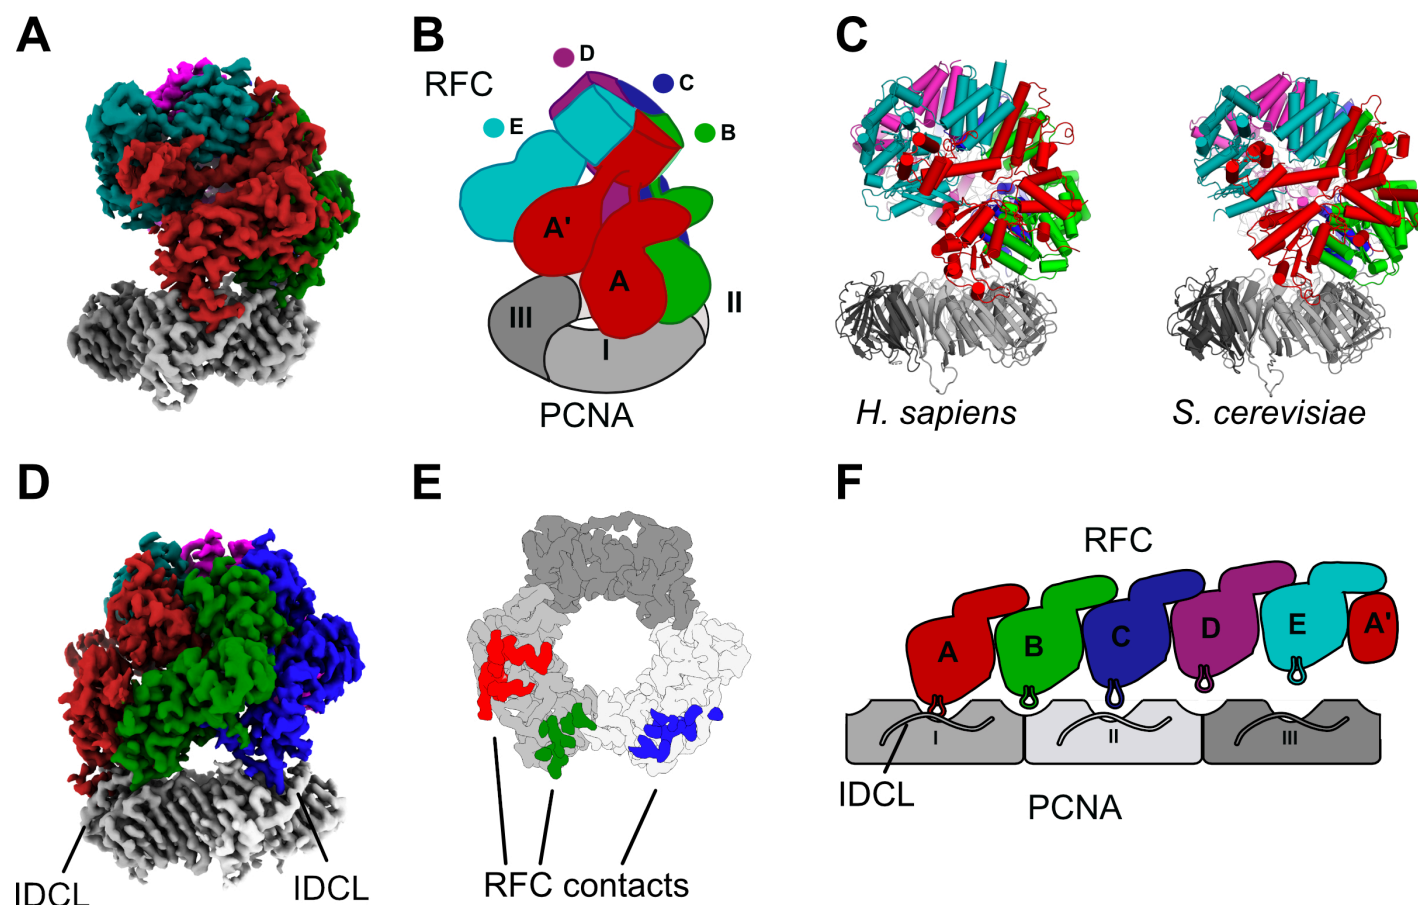 A
B
C
RFC
D
C
E
B
A'
A
III
II
I
PCNA
H. sapiens
S. cerevisiae
D
E
F
IDCL
IDCL
RFC contacts
RFC
A
B
C
D
E
A'
I
II
III
IDCL
PCNA